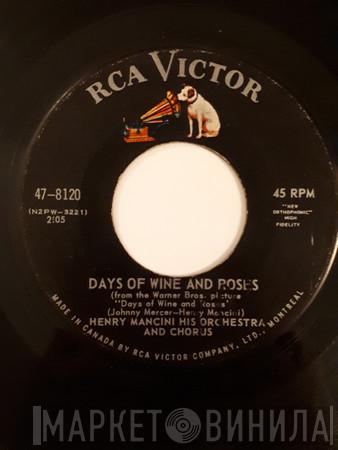 RCA VICTOR
47-8120
45 RPM
(N2PW-3221)
2:05
"NEW
ORTHOPHONIC"
HIGH
FIDELITY
DAYS OF WINE AND ROSES
(from the Warner Bros. picture
"Days of Wine and Roses"
(Johnny Mercer-Henry Mancini)
HENRY MANCINI HIS ORCHESTRA
AND CHORUS
MADE IN CANADA BY RCA VICTOR COMPANY, LTD., MONTREAL
МАРКЕТ ВИНИЛА